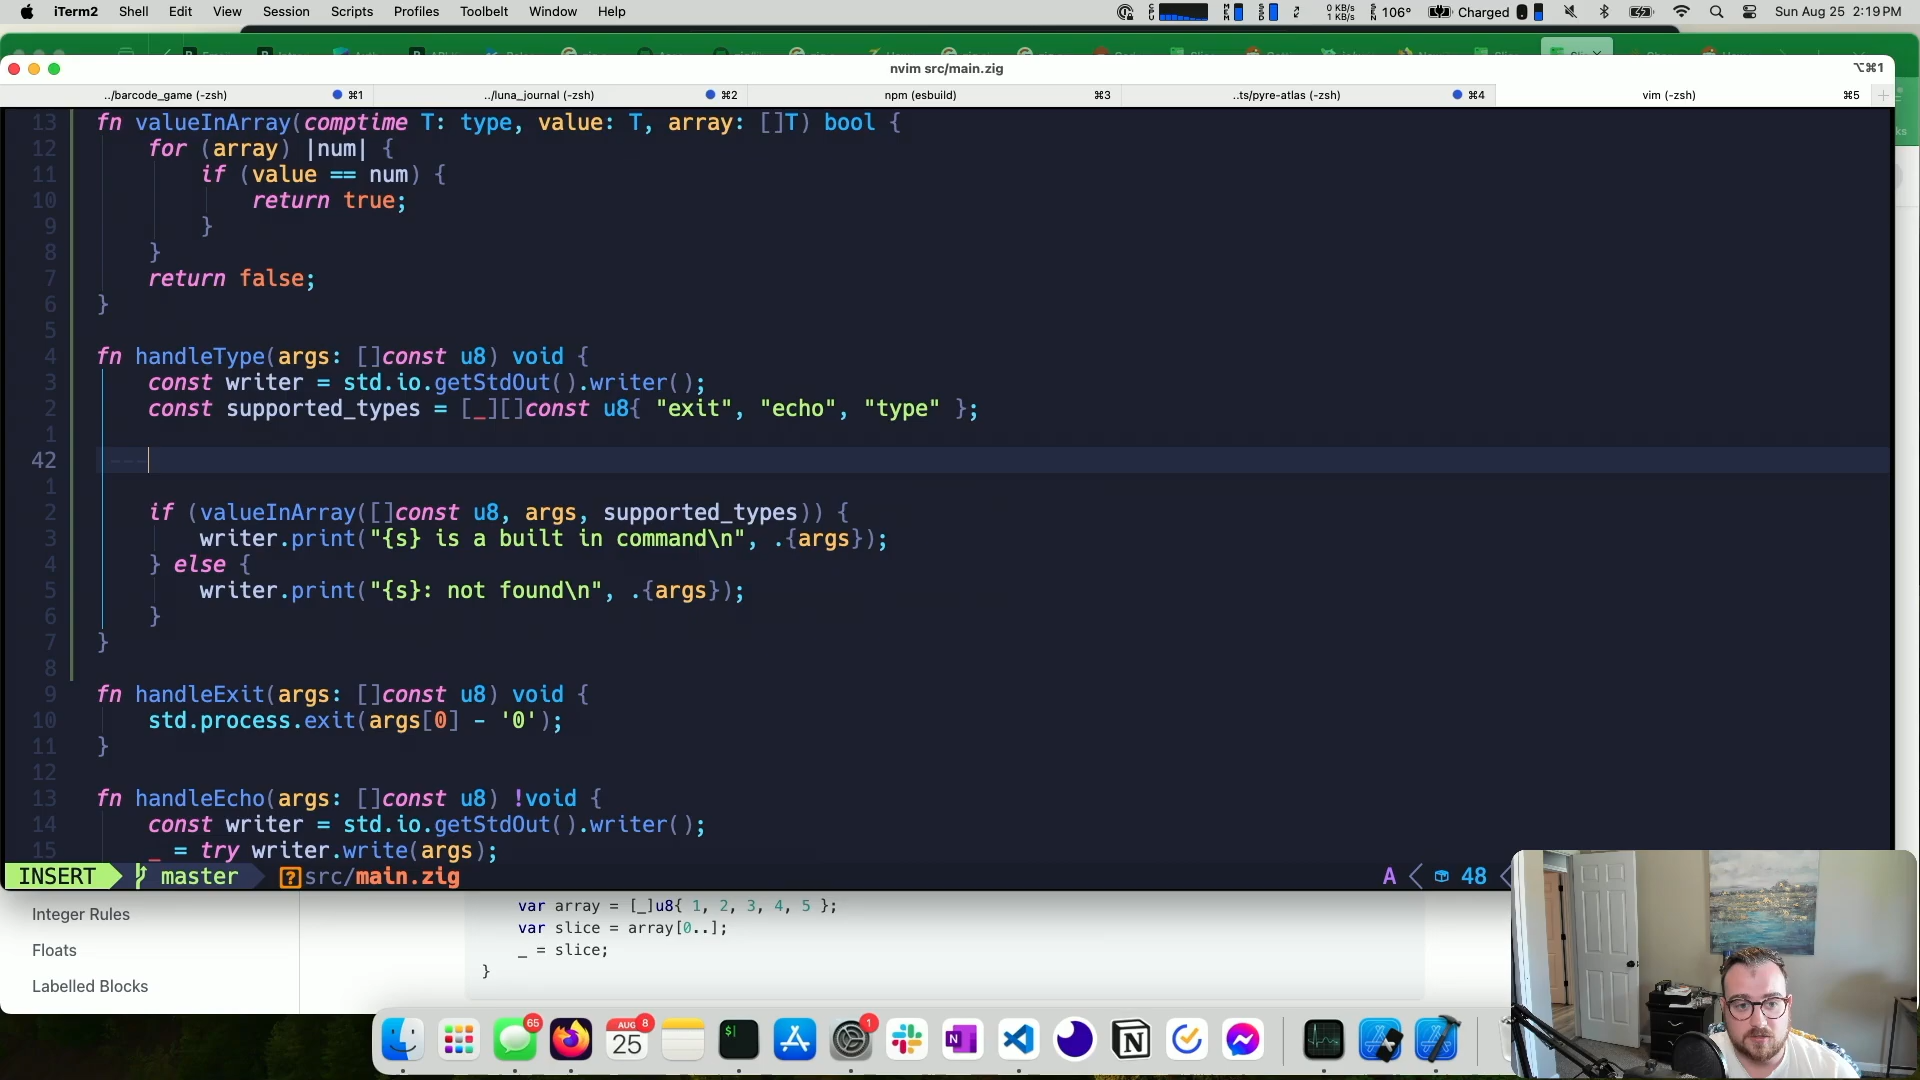 iTerm2 Shell Edit View Session Scripts Profiles Toolbelt Window Help
0 KB/s
1 KB/s
106° Charged Sun Aug 25 2:19 PM
nvim src/main.zig ⌥⌘1
../barcode_game (-zsh) ⌘1 ../luna_journal (-zsh) ⌘2 npm (esbuild) ⌘3 ..ts/pyre-atlas (-zsh) ⌘4 vim (-zsh) ⌘5
13 fn valueInArray(comptime T: type, value: T, array: []T) bool {
12 for (array) |num| {
11 if (value == num) {
10 return true;
9 }
8 }
7 return false;
6 }
5
4 fn handleType(args: []const u8) void {
3 const writer = std.io.getStdOut().writer();
2 const supported_types = [_][]const u8{ "exit", "echo", "type" };
1
42
1
2 if (valueInArray([]const u8, args, supported_types)) {
3 writer.print("{s} is a built in command\n", .{args});
4 } else {
5 writer.print("{s}: not found\n", .{args});
6 }
7 }
8
9 fn handleExit(args: []const u8) void {
10 std.process.exit(args[0] - '0');
11 }
12
13 fn handleEcho(args: []const u8) !void {
14 const writer = std.io.getStdOut().writer();
15 _ = try writer.write(args);
INSERT master src/main.zig A 48
Integer Rules
Floats
Labelled Blocks
var array = [_]u8{ 1, 2, 3, 4, 5 };
var slice = array[0..];
_ = slice;
}
65
AUG 8
25
1